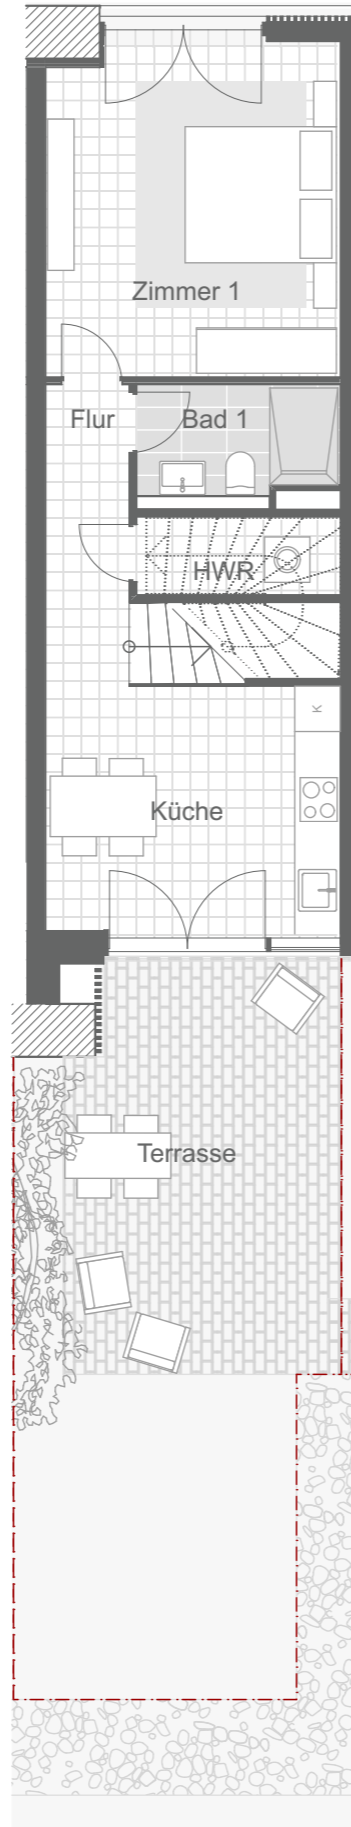 Zimmer 1
Flur
Bad 1
HWR
K
Küche
Terrasse